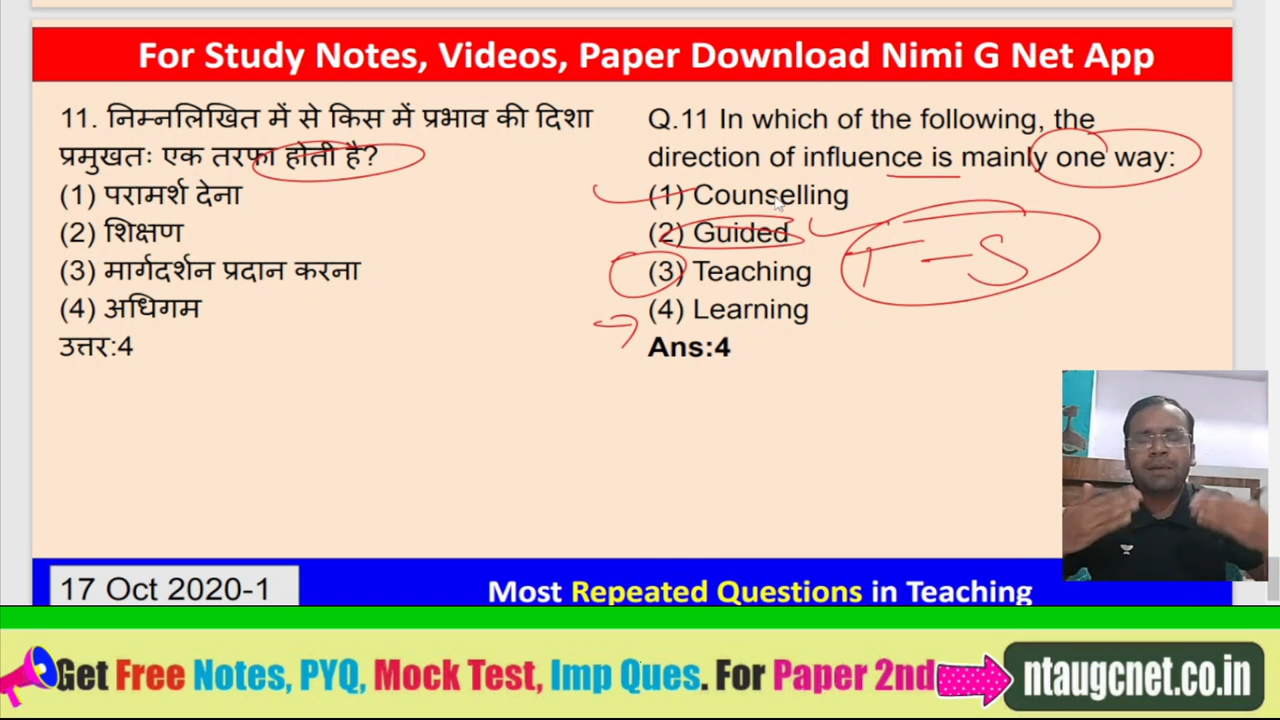 For Study Notes, Videos, Paper Download Nimi G Net App
11. निम्नलिखित में से किस में प्रभाव की दिशा
प्रमुखतः एक तरफा होती है?
(1) परामर्श देना
(2) शिक्षण
(3) मार्गदर्शन प्रदान करना
(4) अधिगम
उत्तर:4
Q.11 In which of the following, the
direction of influence is mainly one way:
(1) Counselling
(2) Guided
(3) Teaching
(4) Learning
Ans:4
T - S
17 Oct 2020-1
Most Repeated Questions in Teaching
Get Free Notes, PYQ, Mock Test, Imp Ques. For Paper 2nd
ntaugcnet.co.in